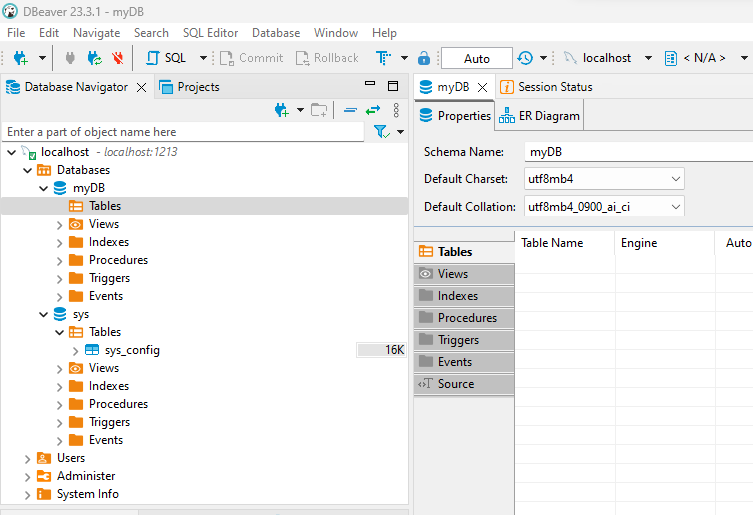 DBeaver 23.3.1 - myDB
File Edit Navigate Search SQL Editor Database Window Help
SQL Commit Rollback Auto localhost < N/A >
Database Navigator Projects
Enter a part of object name here
localhost - localhost:1213
Databases
myDB
Tables
Views
Indexes
Procedures
Triggers
Events
sys
Tables
sys_config 16K
Views
Indexes
Procedures
Triggers
Events
Users
Administer
System Info
myDB Session Status
Properties ER Diagram
Schema Name: myDB
Default Charset: utf8mb4
Default Collation: utf8mb4_0900_ai_ci
Tables
Views
Indexes
Procedures
Triggers
Events
Source
Table Name Engine Auto